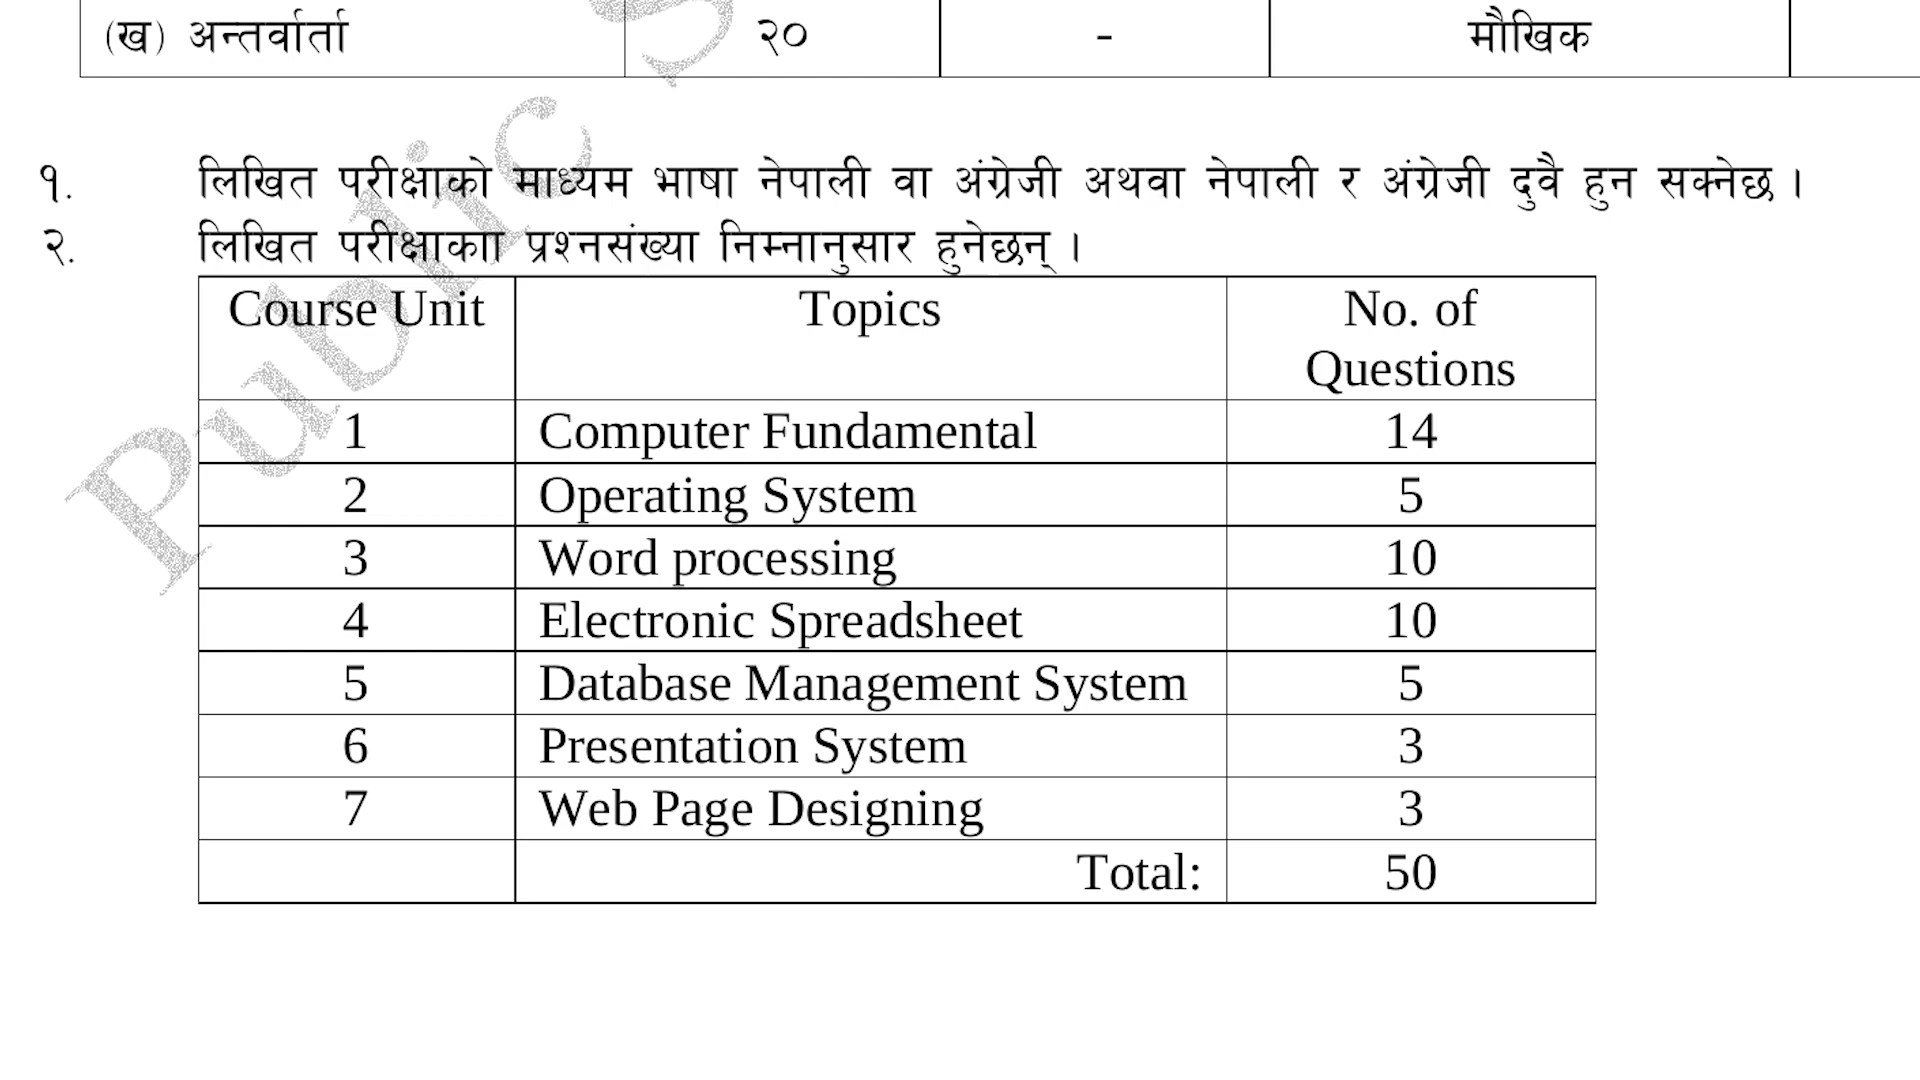 (ख) अन्तर्वार्ता २० - मौखिक
१. लिखित परीक्षाको माध्यम भाषा नेपाली वा अंग्रेजी अथवा नेपाली र अंग्रेजी दुवै हुन सक्नेछ ।
२. लिखित परीक्षाकाा प्रश्नसंख्या निम्नानुसार हुनेछन् ।
Course Unit Topics No. of
Questions
1 Computer Fundamental 14
2 Operating System 5
3 Word processing 10
4 Electronic Spreadsheet 10
5 Database Management System 5
6 Presentation System 3
7 Web Page Designing 3
Total: 50
Public S